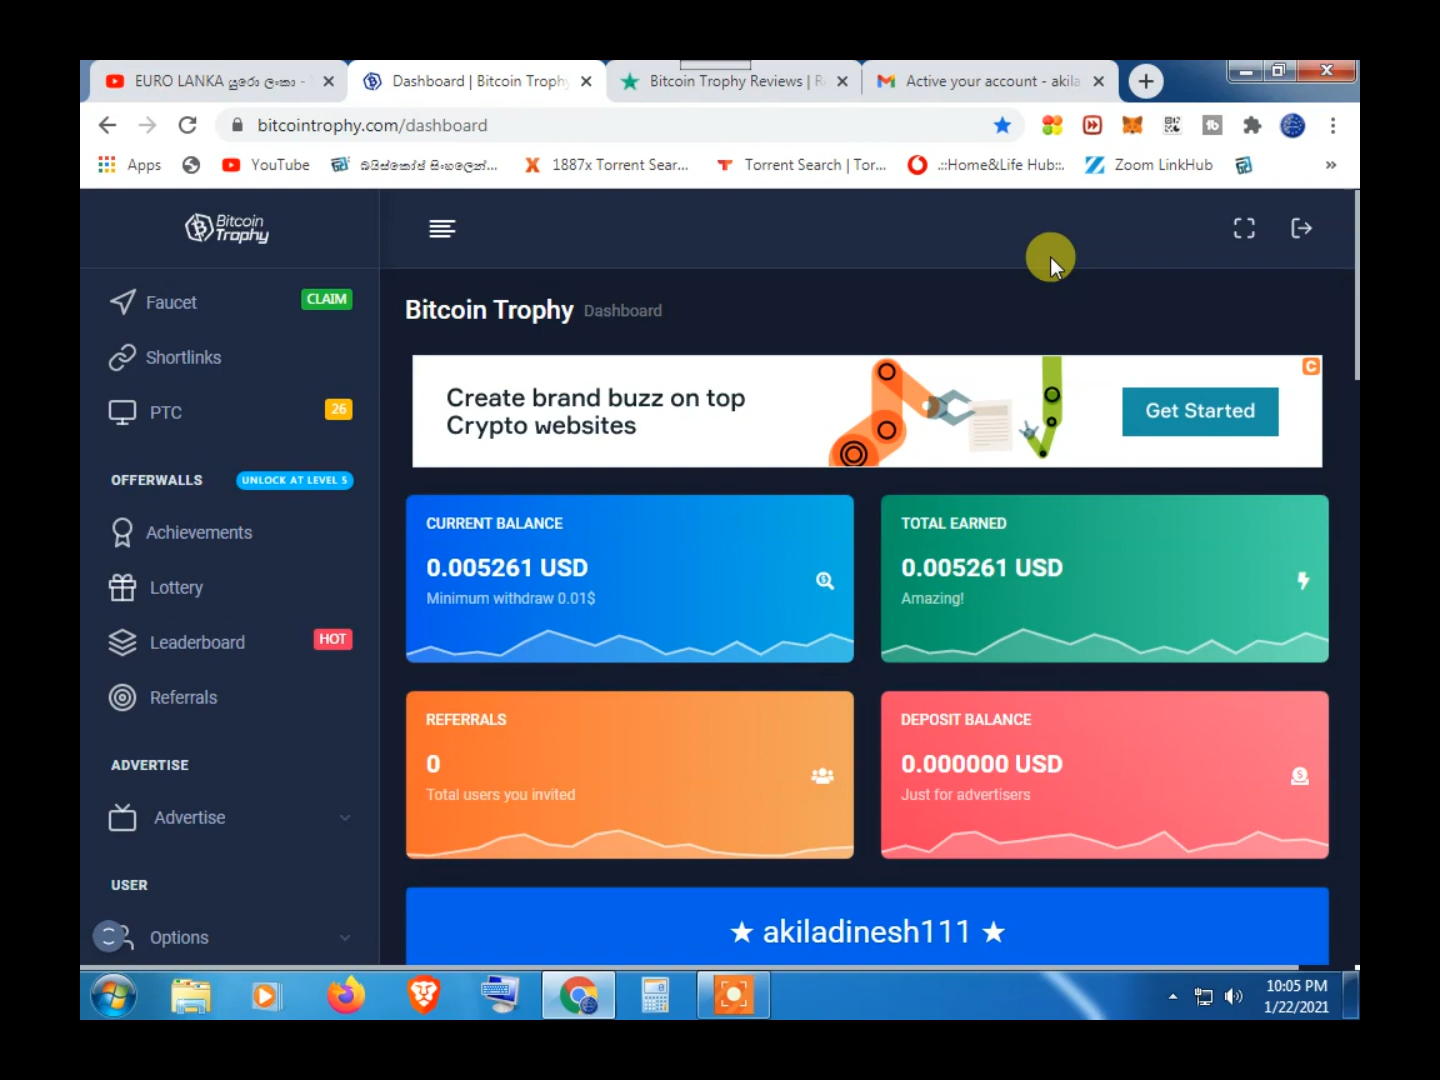 EURO LANKA යුරෝ ලංකා -
Dashboard | Bitcoin Trophy
Bitcoin Trophy Reviews | R
Active your account - akila
bitcointrophy.com/dashboard
Apps
YouTube
බයිස්කෝප් සිංහලෙන්...
1887x Torrent Sear...
Torrent Search | Tor...
.::Home&Life Hub::.
Zoom LinkHub
»
Bitcoin
Trophy
Faucet
CLAIM
Shortlinks
PTC
26
OFFERWALLS
UNLOCK AT LEVEL 5
Achievements
Lottery
Leaderboard
HOT
Referrals
ADVERTISE
Advertise
USER
Options
Bitcoin Trophy Dashboard
Create brand buzz on top
Crypto websites
Get Started
CURRENT BALANCE
0.005261 USD
Minimum withdraw 0.01$
TOTAL EARNED
0.005261 USD
Amazing!
REFERRALS
0
Total users you invited
DEPOSIT BALANCE
0.000000 USD
Just for advertisers
★ akiladinesh111 ★
10:05 PM
1/22/2021